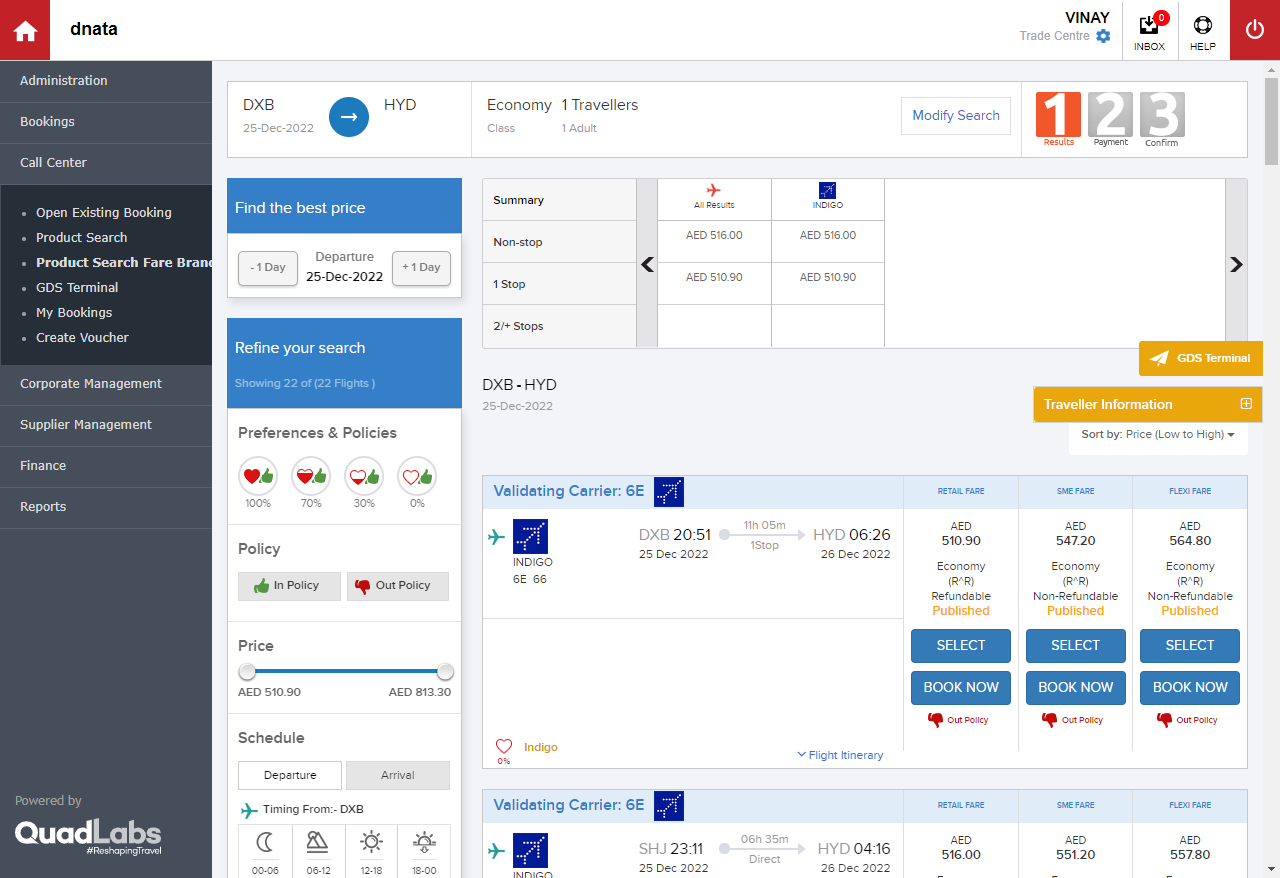 dnata
VINAY
Trade Centre
0
INBOX
HELP
Administration
Bookings
Call Center
Open Existing Booking
Product Search
Product Search Fare Bran
GDS Terminal
My Bookings
Create Voucher
Corporate Management
Supplier Management
Finance
Reports
Powered by
QuadLabs
#ReshapingTravel
DXB
25-Dec-2022
HYD
Economy
Class
1 Travellers
1 Adult
Modify Search
1 2 3
Results Payment Confirm
Find the best price
- 1 Day
Departure
25-Dec-2022
+ 1 Day
Refine your search
Showing 22 of (22 Flights )
Preferences & Policies
100% 70% 30% 0%
Policy
In Policy
Out Policy
Price
AED 510.90 AED 813.30
Schedule
Departure Arrival
Timing From:- DXB
00-06 06-12 12-18 18-00
Summary All Results INDIGO
Non-stop AED 516.00 AED 516.00
1 Stop AED 510.90 AED 510.90
2/+ Stops
GDS Terminal
DXB - HYD
25-Dec-2022
Traveller Information
Sort by: Price (Low to High)
Validating Carrier: 6E RETAIL FARE SME FARE FLEXI FARE
INDIGO
6E 66
DXB 20:51
25 Dec 2022
11h 05m
1Stop
HYD 06:26
26 Dec 2022
AED
510.90
Economy
(R^R)
Refundable
Published
SELECT
BOOK NOW
Out Policy
AED
547.20
Economy
(R^R)
Non-Refundable
Published
SELECT
BOOK NOW
Out Policy
AED
564.80
Economy
(R^R)
Non-Refundable
Published
SELECT
BOOK NOW
Out Policy
0%
Indigo
Flight Itinerary
Validating Carrier: 6E RETAIL FARE SME FARE FLEXI FARE
INDIGO
SHJ 23:11
25 Dec 2022
06h 35m
Direct
HYD 04:16
26 Dec 2022
AED
516.00
AED
551.20
AED
557.80